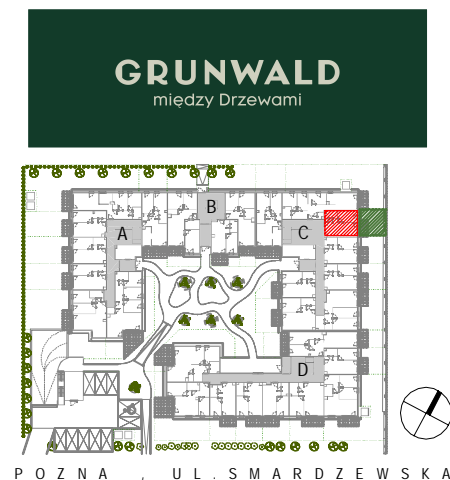 GRUNWALD
między Drzewami
B
A C
D
POZNA , UL.SMARDZEWSKA